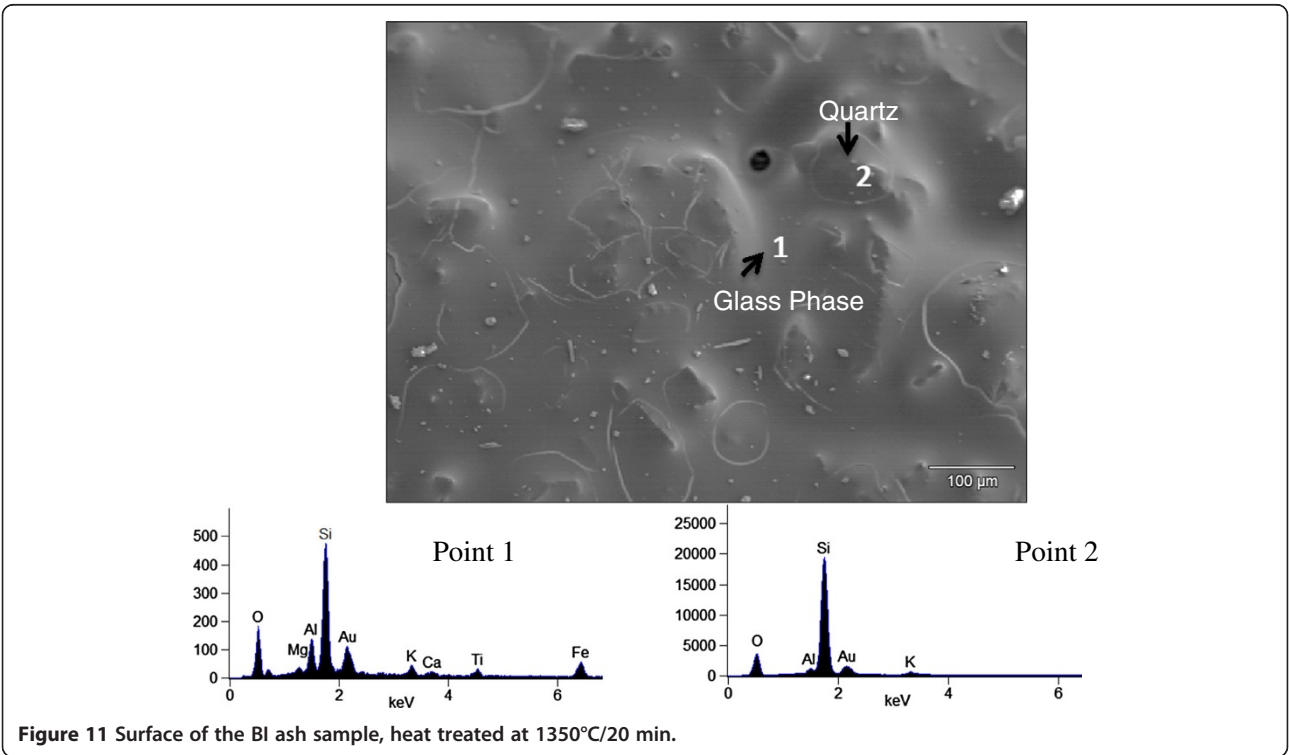 Quartz
2
1
Glass Phase
100 µm
Point 1
500
400
300
200
100
0
O
Mg
Al
Si
Au
K
Ca
Ti
Fe
0 2 4 6
keV
Point 2
25000
20000
15000
10000
5000
0
O
Al
Si
Au
K
0 2 4 6
keV
Figure 11 Surface of the BI ash sample, heat treated at 1350°C/20 min.